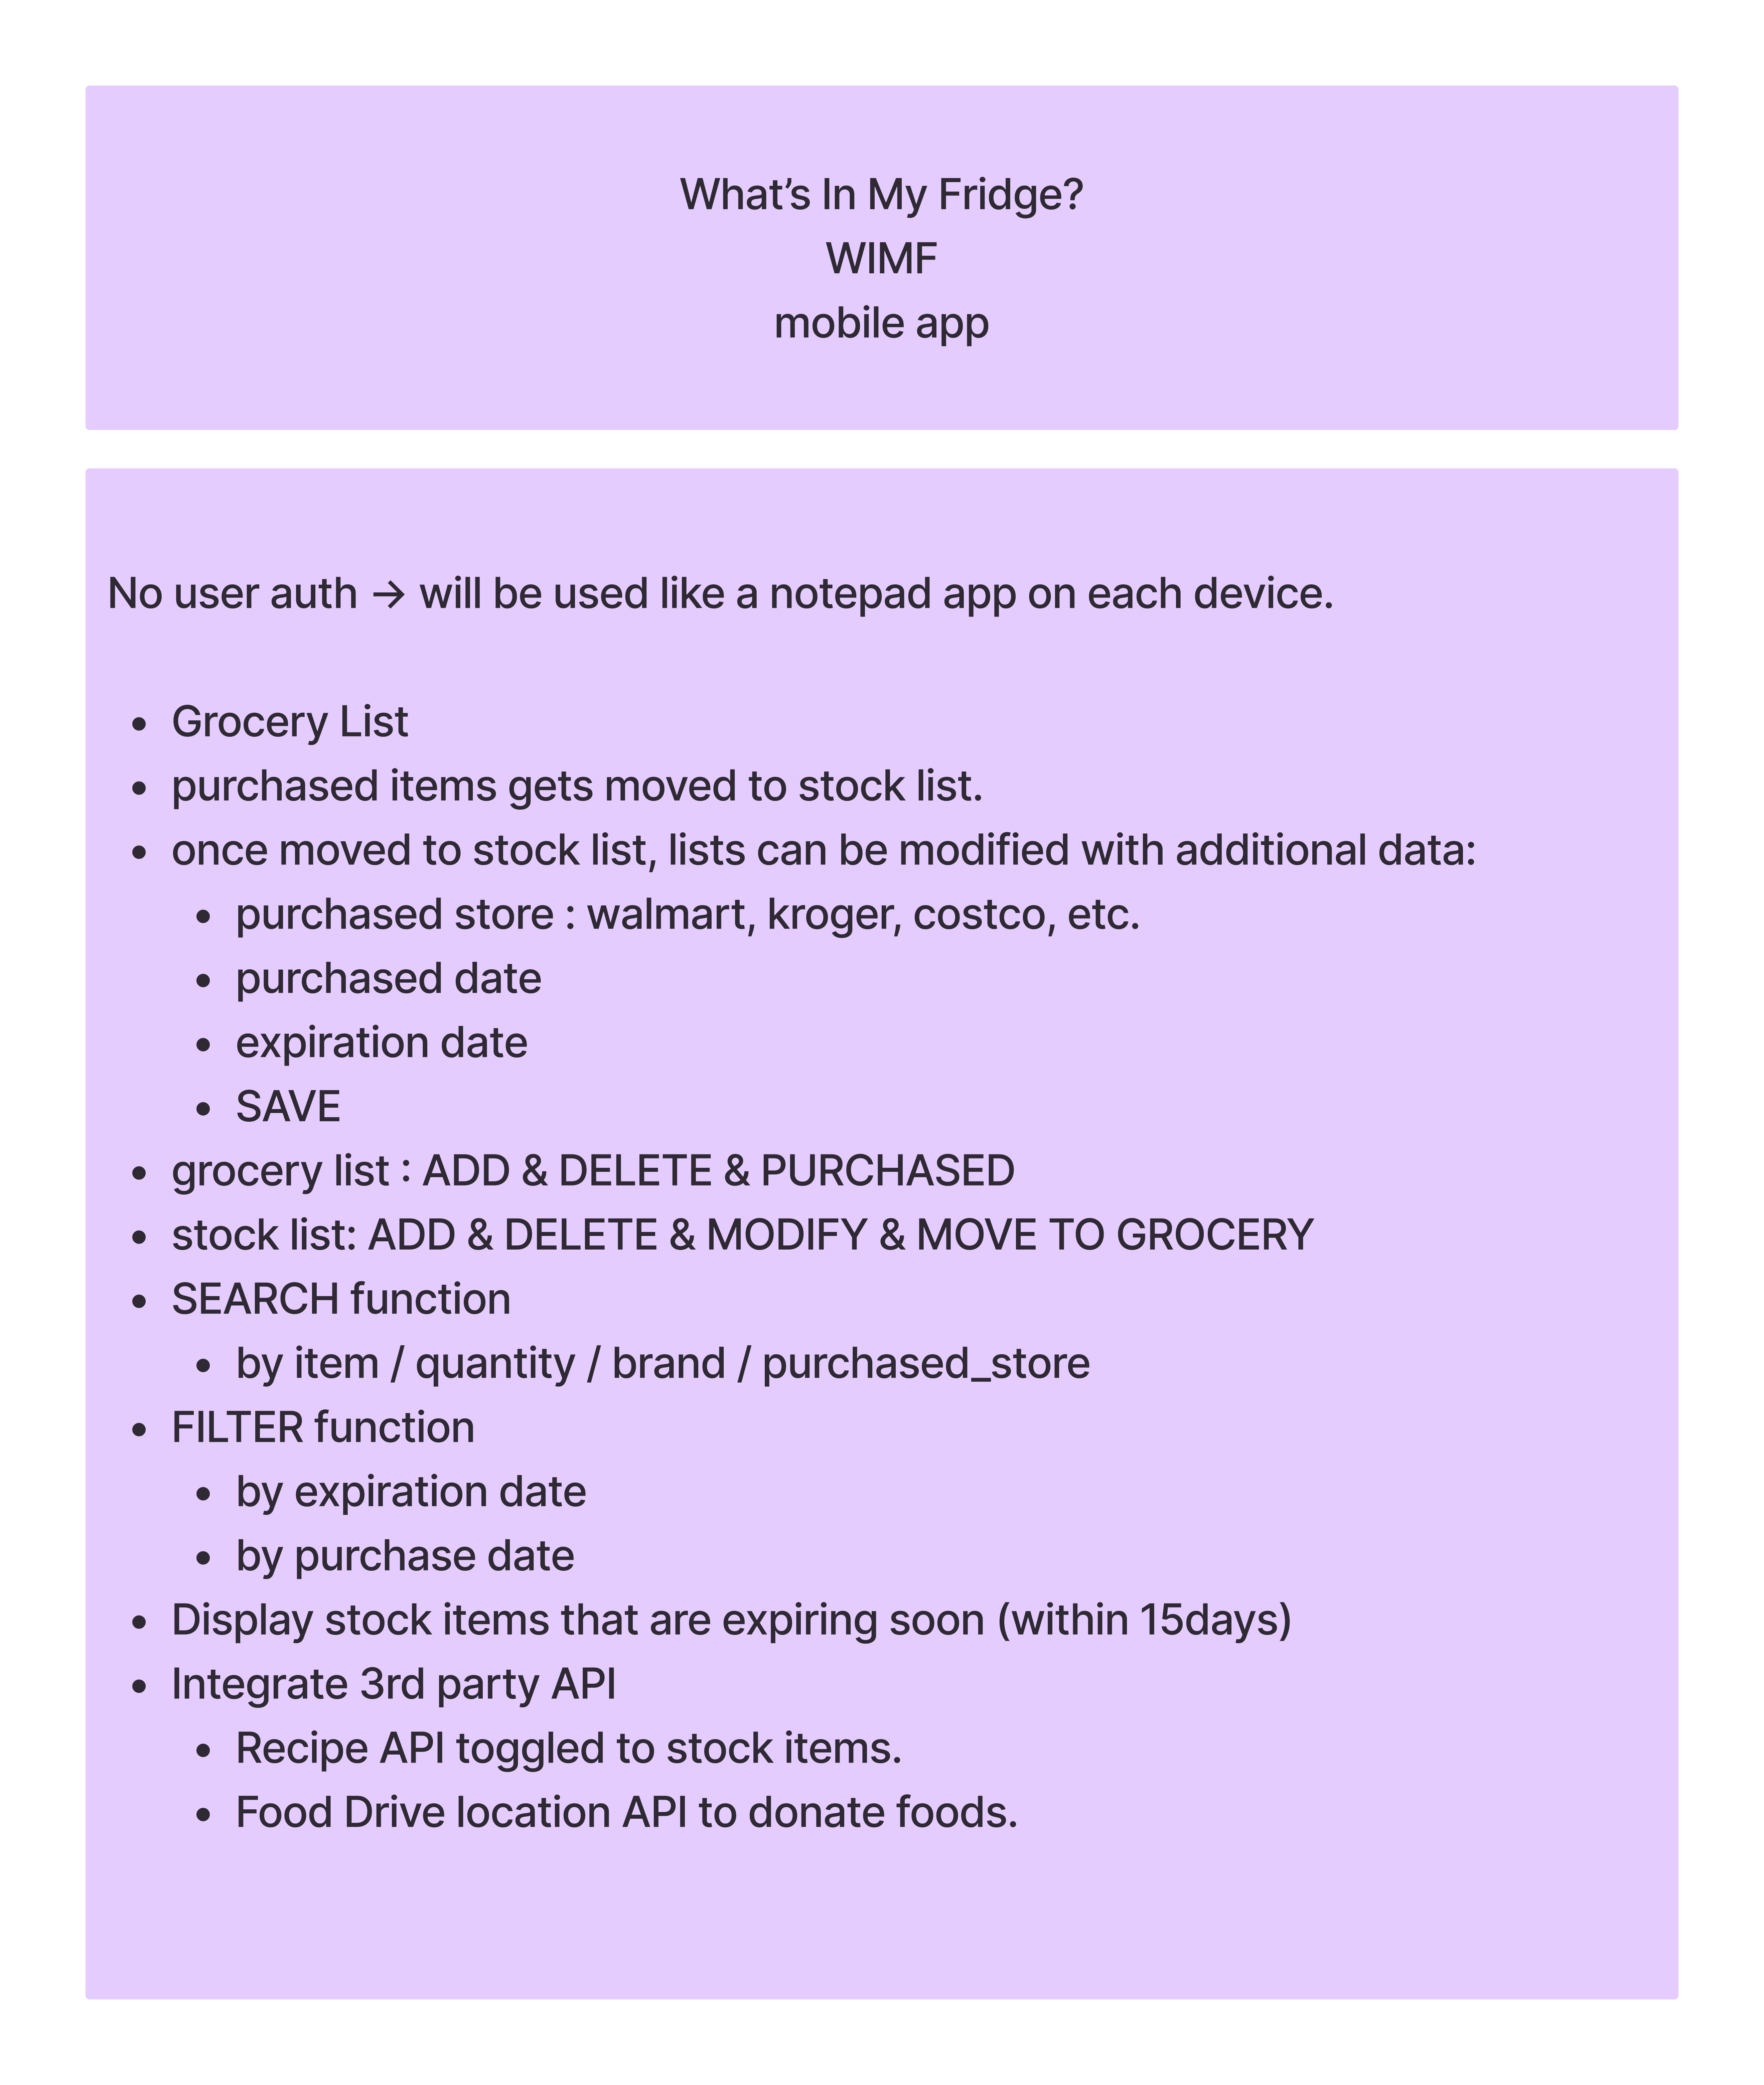 What’s In My Fridge?
WIMF
mobile app
No user auth → will be used like a notepad app on each device.
• Grocery List
• purchased items gets moved to stock list.
• once moved to stock list, lists can be modified with additional data:
• purchased store : walmart, kroger, costco, etc.
• purchased date
• expiration date
• SAVE
• grocery list : ADD & DELETE & PURCHASED
• stock list: ADD & DELETE & MODIFY & MOVE TO GROCERY
• SEARCH function
• by item / quantity / brand / purchased_store
• FILTER function
• by expiration date
• by purchase date
• Display stock items that are expiring soon (within 15days)
• Integrate 3rd party API
• Recipe API toggled to stock items.
• Food Drive location API to donate foods.